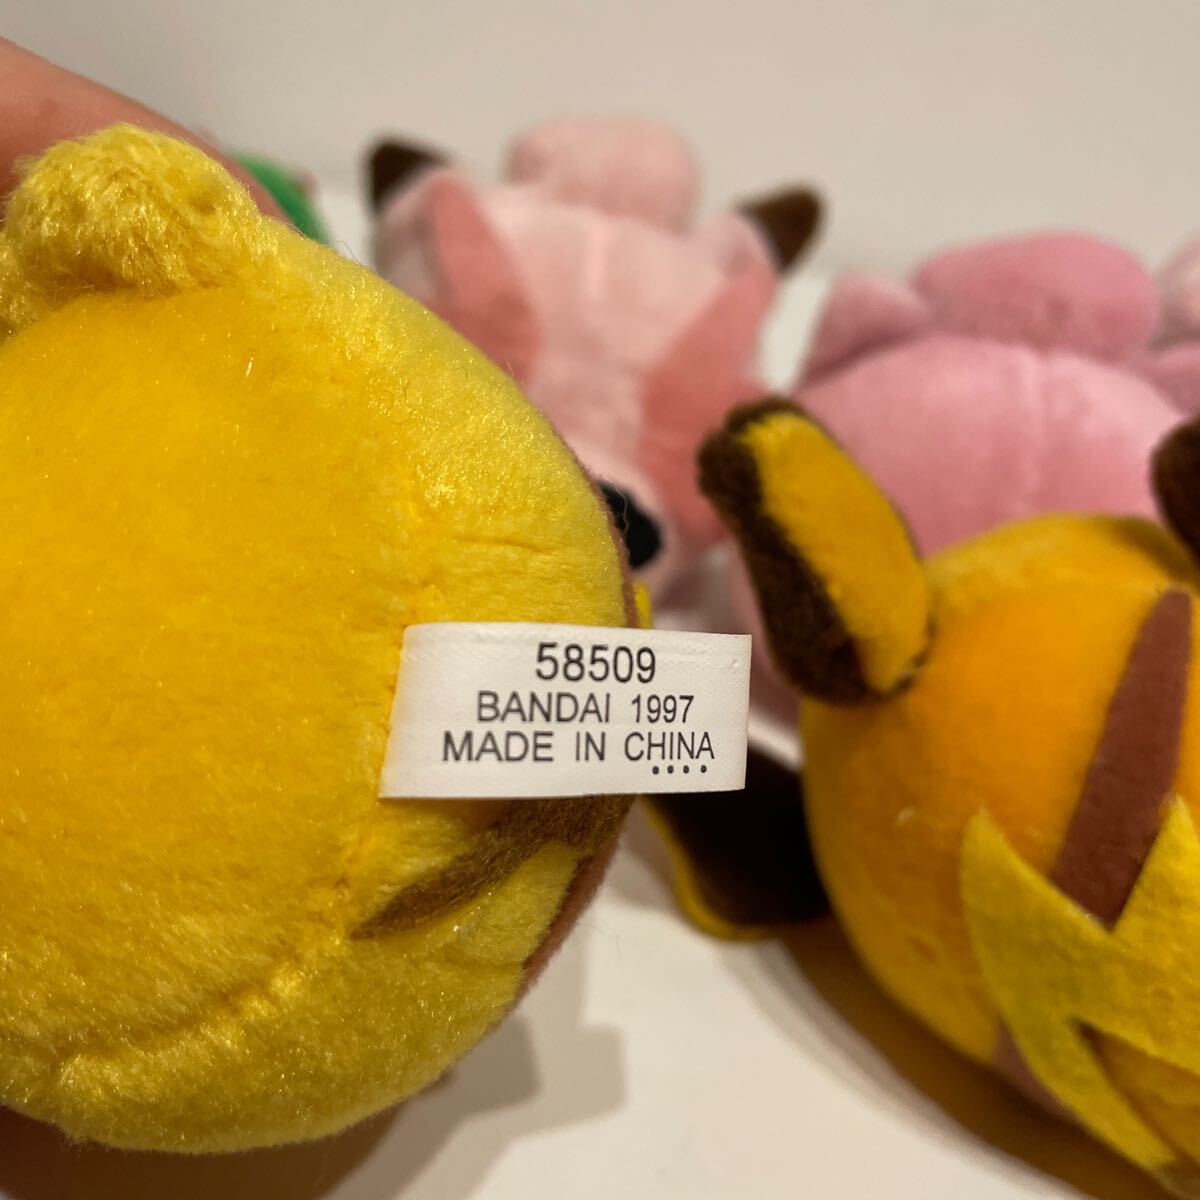 58509
BANDAI 1997
MADE IN CHINA
....